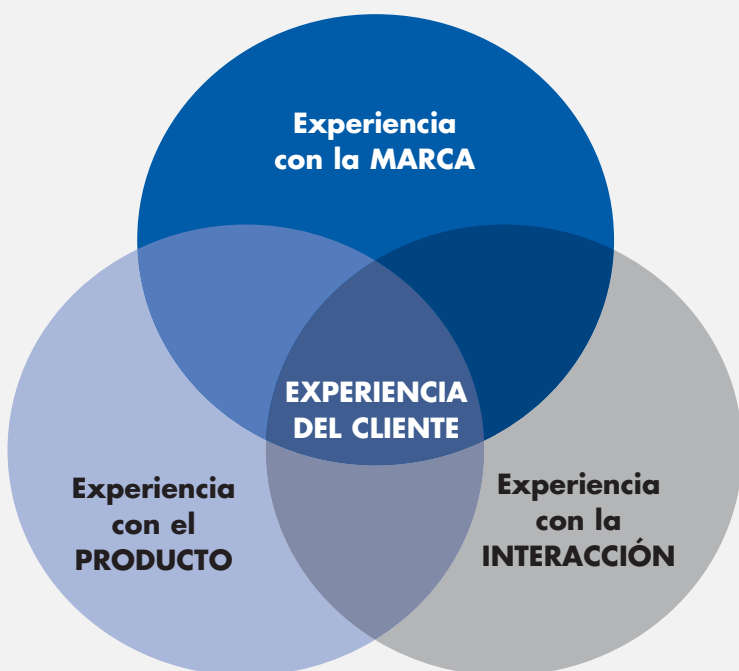 Experiencia
con la MARCA
EXPERIENCIA
DEL CLIENTE
Experiencia
con el
PRODUCTO
Experiencia
con la
INTERACCIÓN